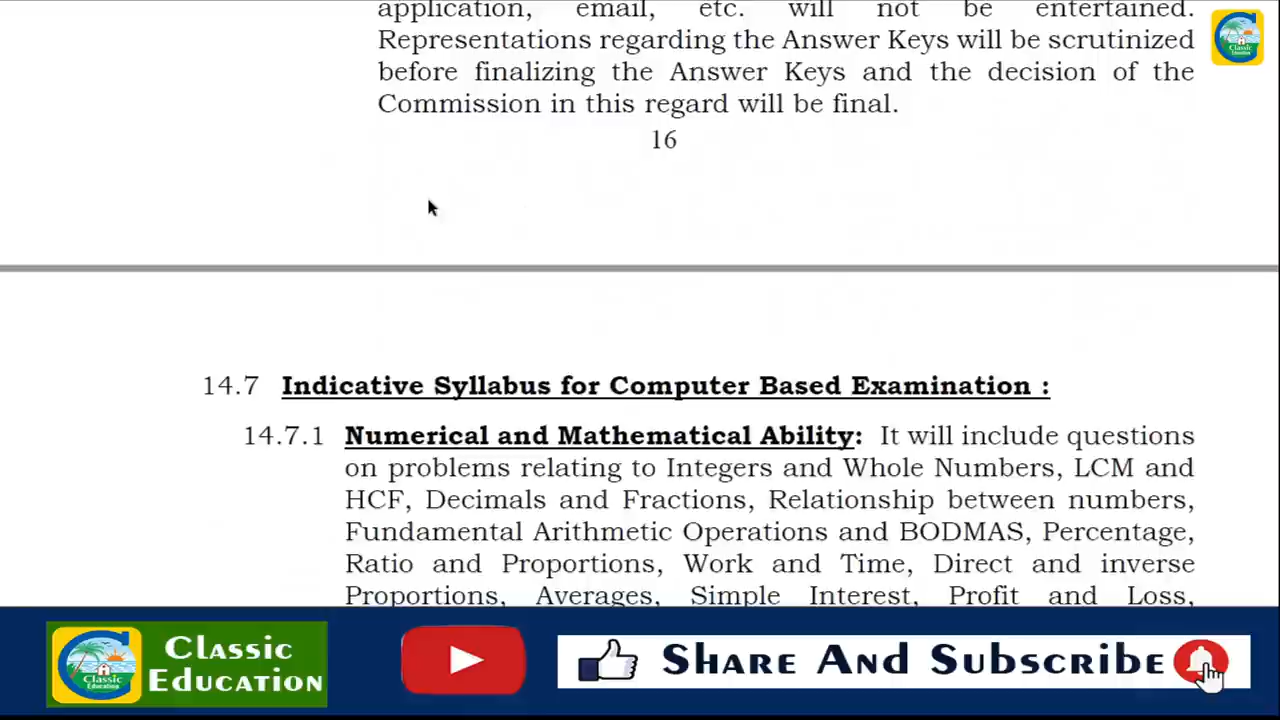 application, email, etc. will not be entertained.
Representations regarding the Answer Keys will be scrutinized
before finalizing the Answer Keys and the decision of the
Commission in this regard will be final.
16
14.7 Indicative Syllabus for Computer Based Examination :
14.7.1 Numerical and Mathematical Ability: It will include questions
on problems relating to Integers and Whole Numbers, LCM and
HCF, Decimals and Fractions, Relationship between numbers,
Fundamental Arithmetic Operations and BODMAS, Percentage,
Ratio and Proportions, Work and Time, Direct and inverse
Proportions, Averages, Simple Interest, Profit and Loss,
Classic
Education
Classic
Education
Classic
Education
Share And Subscribe